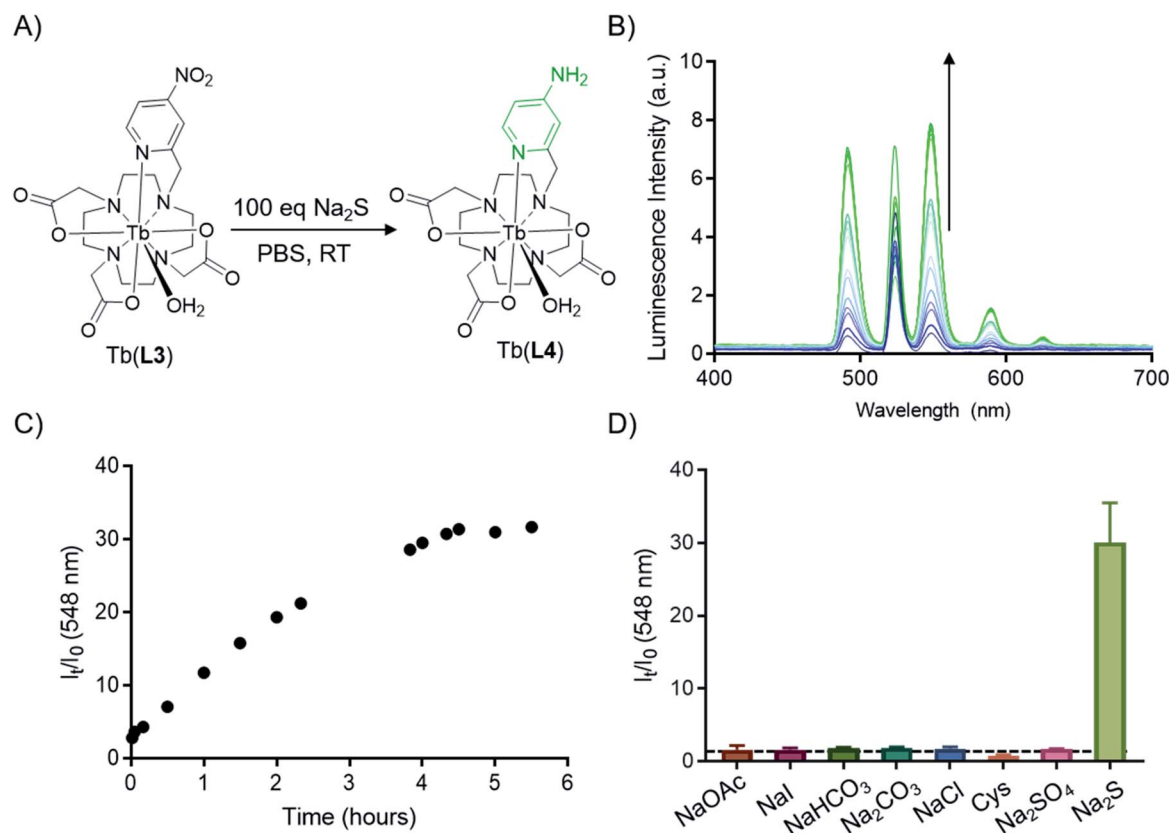 A)
NO₂
N
O
O
N
N
Tb
O
O
N
N
O
OH₂
O
Tb(L3)
100 eq Na₂S
PBS, RT
NH₂
N
O
O
N
N
Tb
O
O
N
N
O
OH₂
O
Tb(L4)
B)
Luminescence Intensity (a.u.)
10
8
6
4
2
0
400 500 600 700
Wavelength (nm)
C)
Iₜ/I₀ (548 nm)
40
30
20
10
0
0 1 2 3 4 5 6
Time (hours)
D)
Iₜ/I₀ (548 nm)
40
30
20
10
0
NaOAc
NaI
NaHCO₃
Na₂CO₃
NaCl
Cys
Na₂SO₄
Na₂S